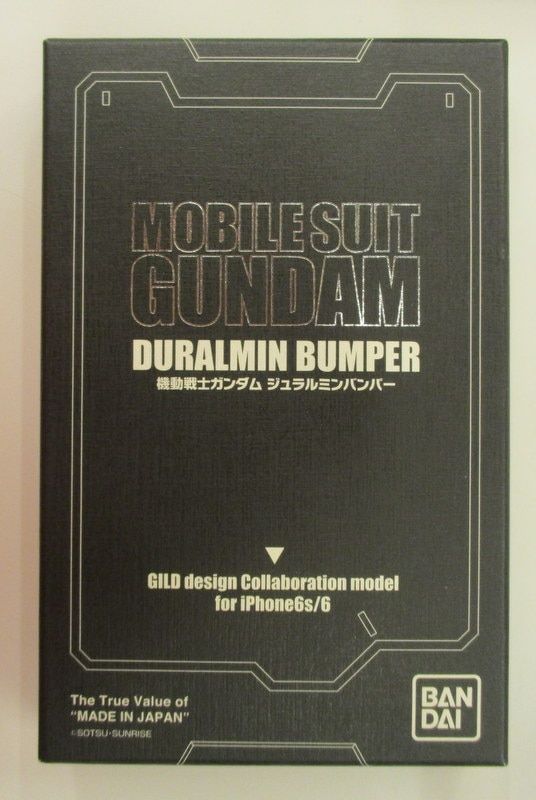 MOBILE SUIT
GUNDAM
DURALMIN BUMPER
機動戦士ガンダム ジュラルミンバンパー
GILD design Collaboration model
for iPhone6s/6
The True Value of
"MADE IN JAPAN"
©SOTSU・SUNRISE
BAN
DAI